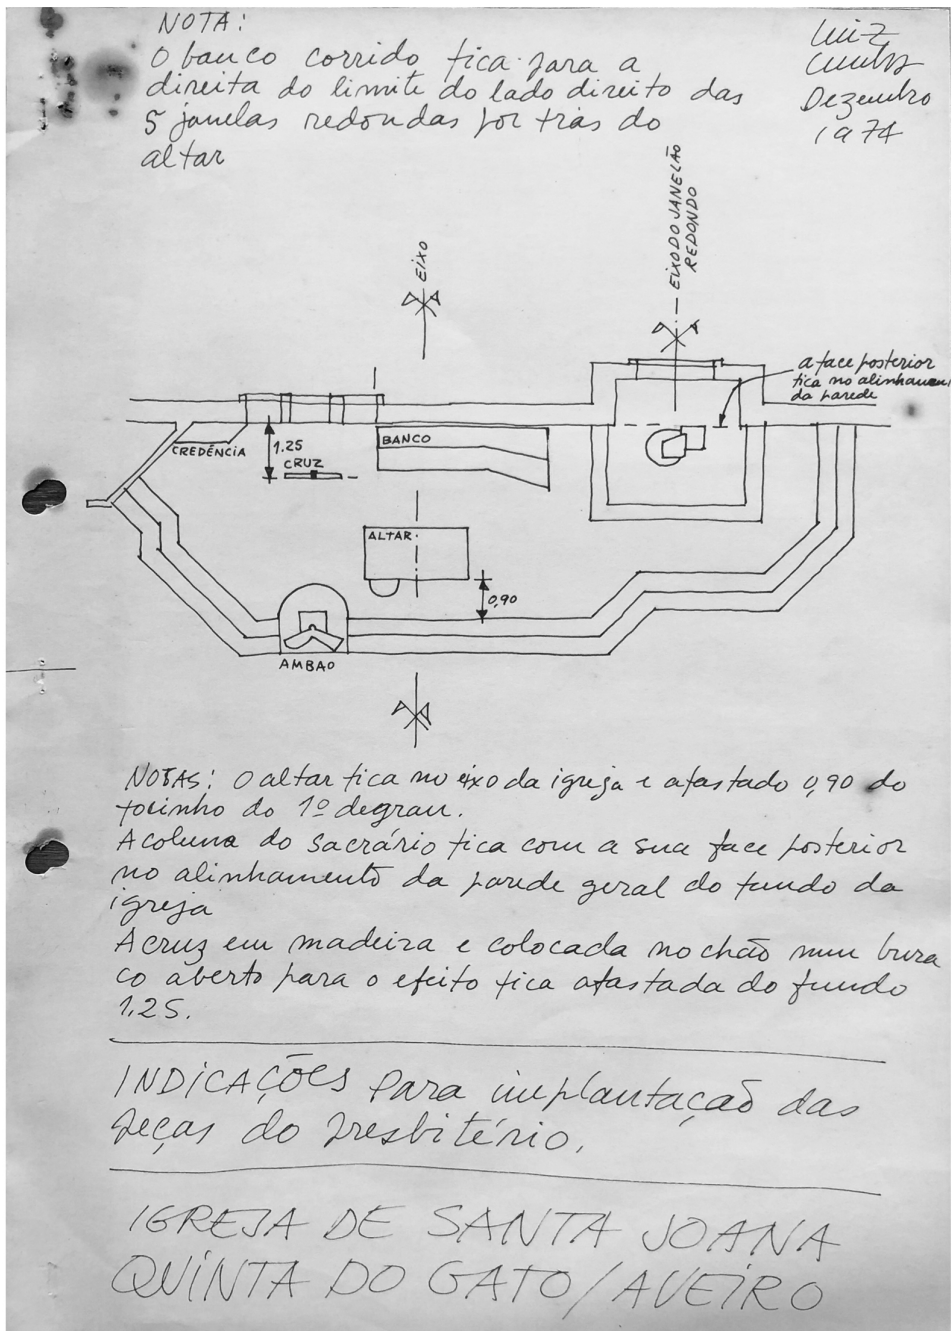 NOTA:
O banco corrido fica para a
direita do limite do lado direito das
5 janelas redondas por trás do
altar
Luiz
Cunha
Dezembro
1974
EIXO
EIXO DO JANELÃO
REDONDO
a face posterior
fica no alinhamento
da parede
CREDÊNCIA
1.25
CRUZ
BANCO
ALTAR
0,90
AMBAO
NOTAS: O altar fica no eixo da igreja e afastado 0,90 do
focinho do 1º degrau.
A coluna do sacrário fica com a sua face posterior
no alinhamento da parede geral do fundo da
igreja
A cruz em madeira e colocada no chão num bura
co aberto para o efeito fica afastada do fundo
1,25.
INDICAÇÕES para implantação das
peças do presbitério.
IGREJA DE SANTA JOANA
QUINTA DO GATO/AVEIRO